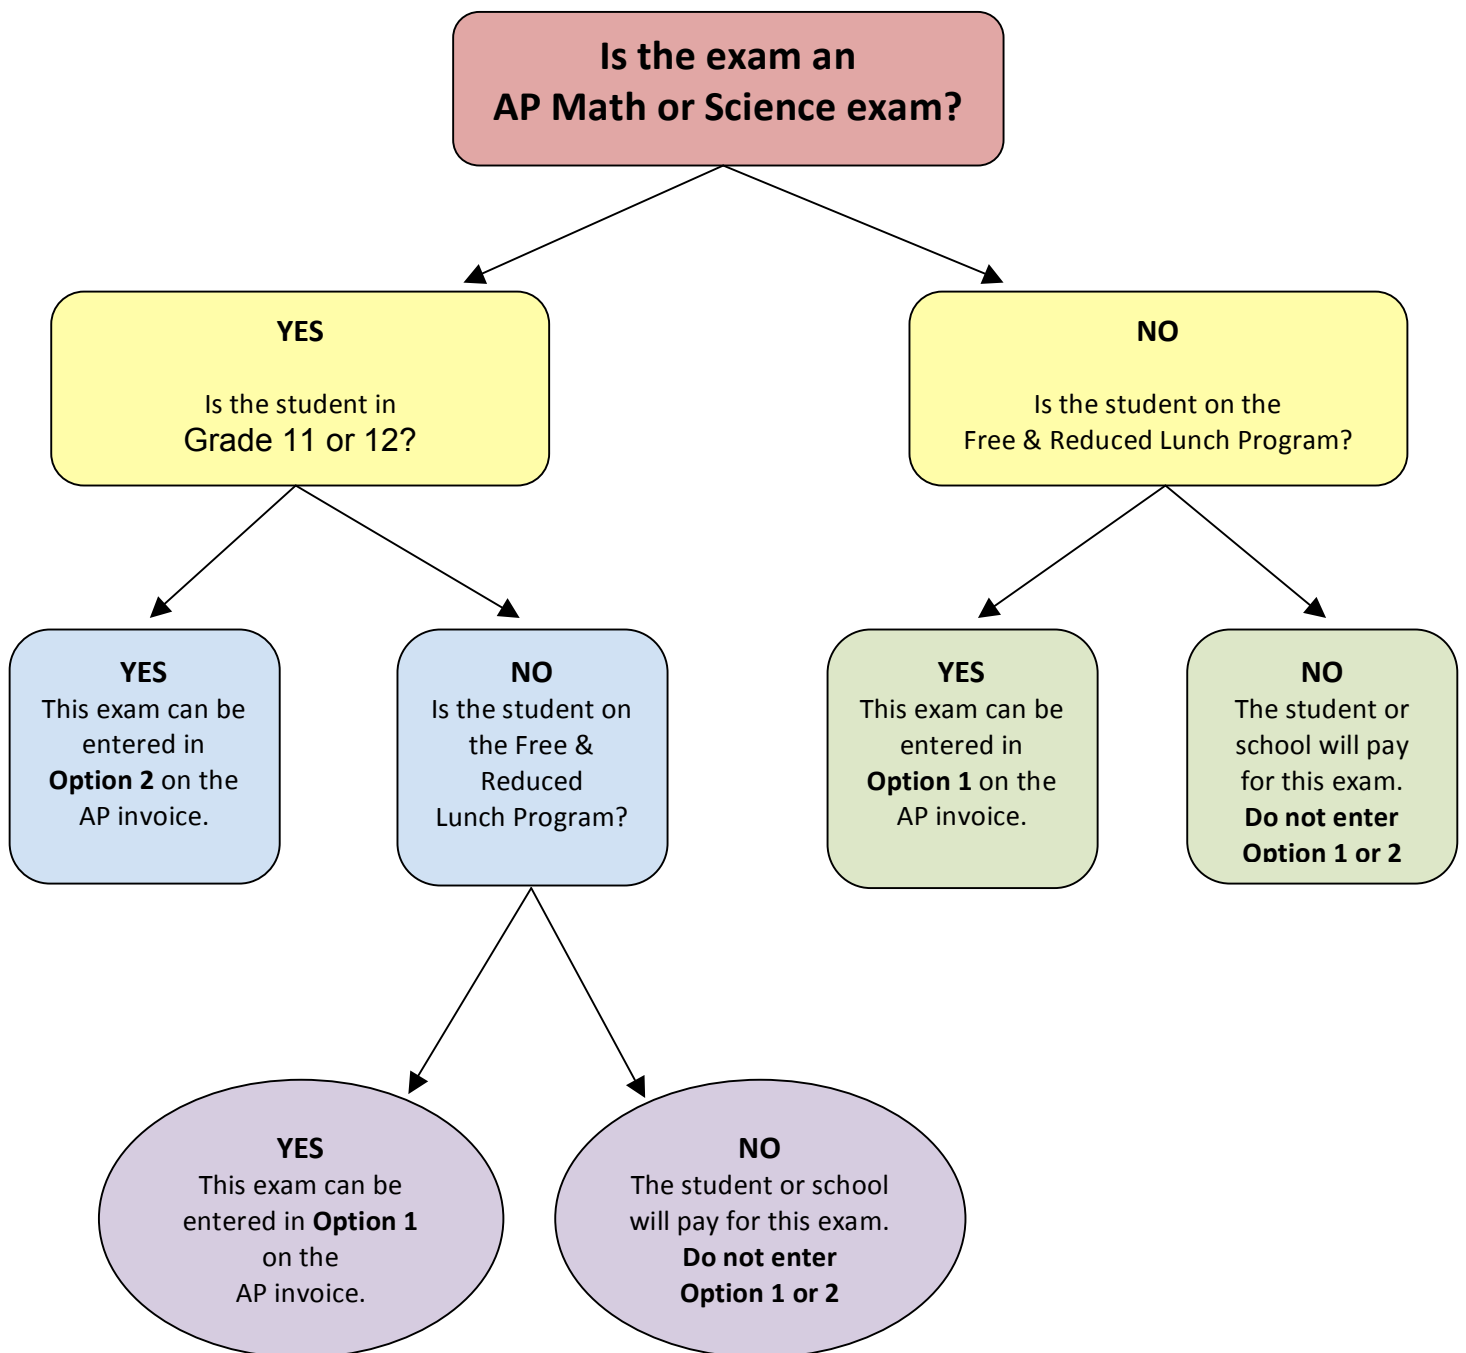 Is the exam an
AP Math or Science exam?
YES
Is the student in
Grade 11 or 12?
NO
Is the student on the
Free & Reduced Lunch Program?
YES
This exam can be
entered in
Option 2 on the
AP invoice.
NO
Is the student on
the Free &
Reduced
Lunch Program?
YES
This exam can be
entered in
Option 1 on the
AP invoice.
NO
The student or
school will pay
for this exam.
Do not enter
Option 1 or 2
YES
This exam can be
entered in Option 1
on the
AP invoice.
NO
The student or school
will pay for this exam.
Do not enter
Option 1 or 2